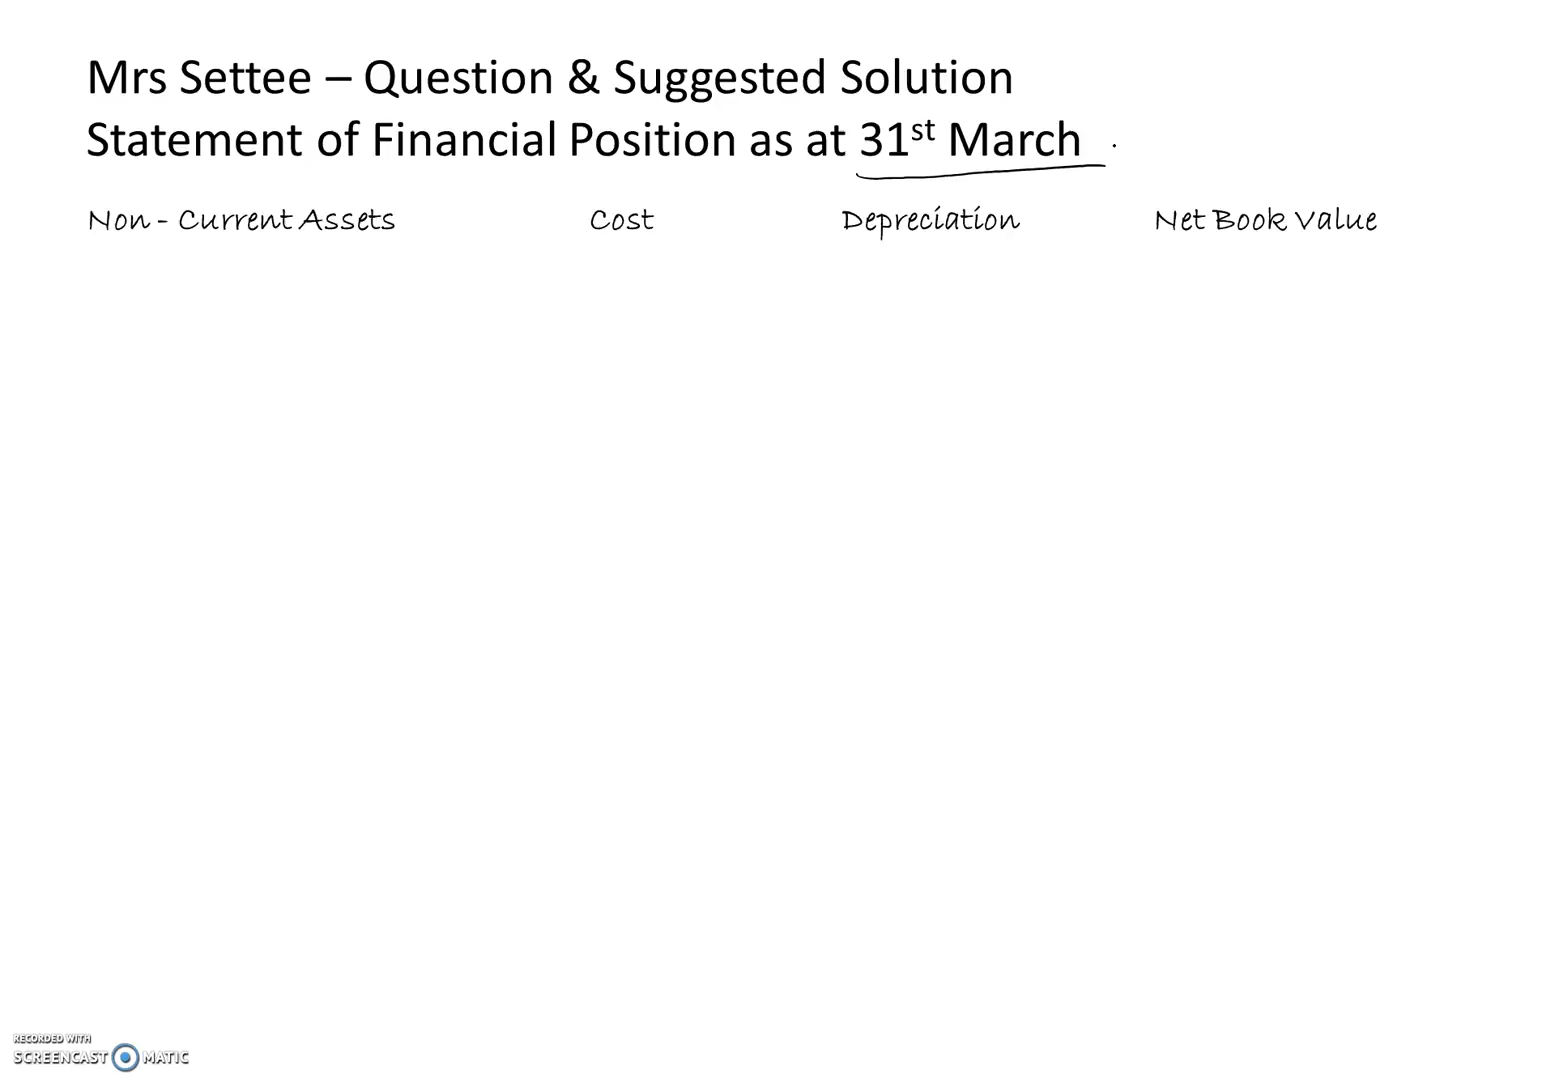 Mrs Settee – Question & Suggested Solution
Statement of Financial Position as at 31st March
Non - Current Assets Cost Depreciation Net Book Value
RECORDED WITH
SCREENCAST MATIC